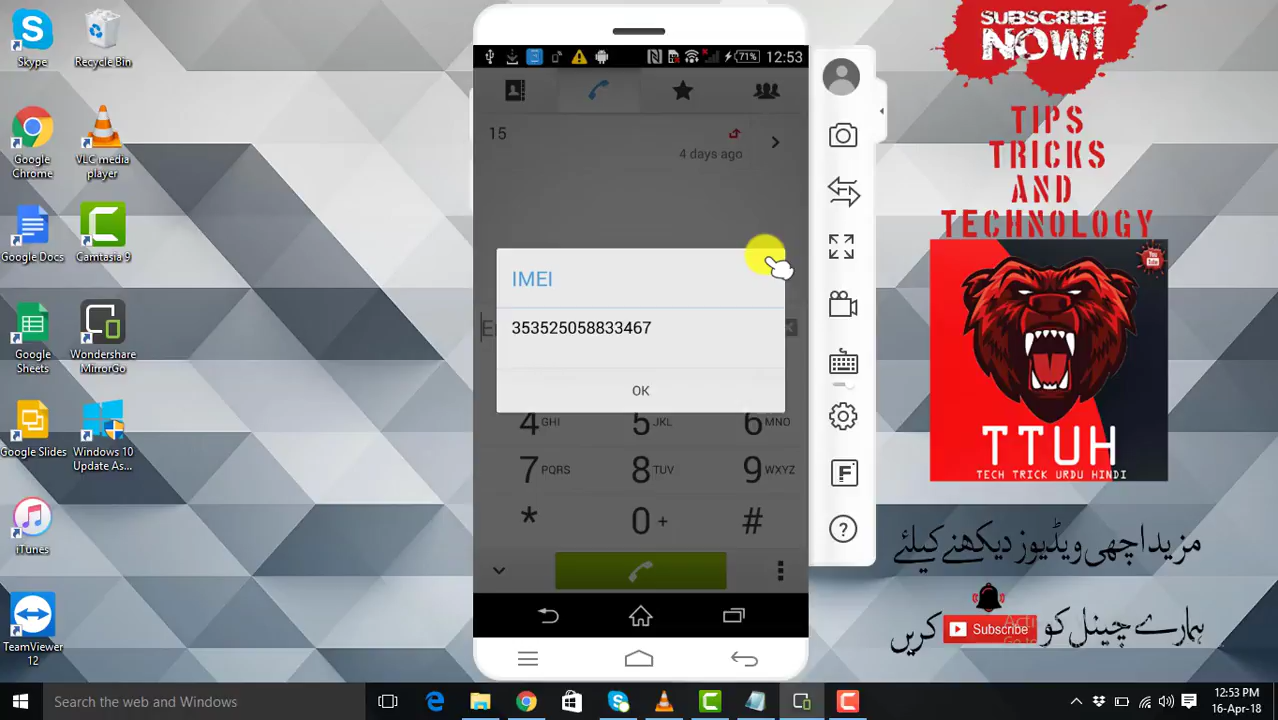 Skype
Recycle Bin
Google Chrome
VLC media player
Google Docs
Camtasia 9
Google Sheets
Wondershare MirrorGo
Google Slides
Windows 10 Update As...
iTunes
TeamViewer 12
71% 12:53
15
4 days ago
IMEI
353525058833467
OK
4 GHI 5 JKL 6 MNO
7 PQRS 8 TUV 9 WXYZ
* 0 + #
F
?
SUBSCRIBE
NOW!
TIPS
TRICKS
AND
TECHNOLOGY
You Tube
TTUH
TECH TRICK URDU HINDI
مزید اچھی ویڈیوز دیکھنے کیلئے
ہمارے چینل کو Subscribe کریں
Search the web and Windows
12:53 PM
16-Apr-18